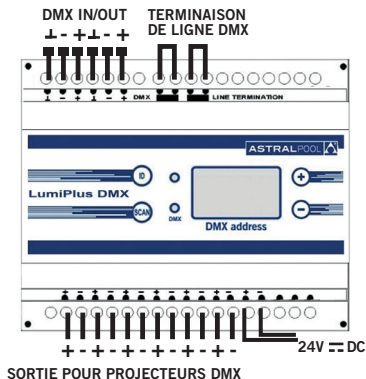 DMX IN/OUT
TERMINAISON
DE LIGNE DMX
⊥ - + ⊥ - +
⊥ - + ⊥ - + DMX LINE TERMINATION
ASTRALPOOL
ID
LumiPlus DMX
SCAN
DMX
+
-
DMX address
+ - + - + - + - + - + - + -
+ - + - + - + - + - + -
24V ⎓ DC
SORTIE POUR PROJECTEURS DMX